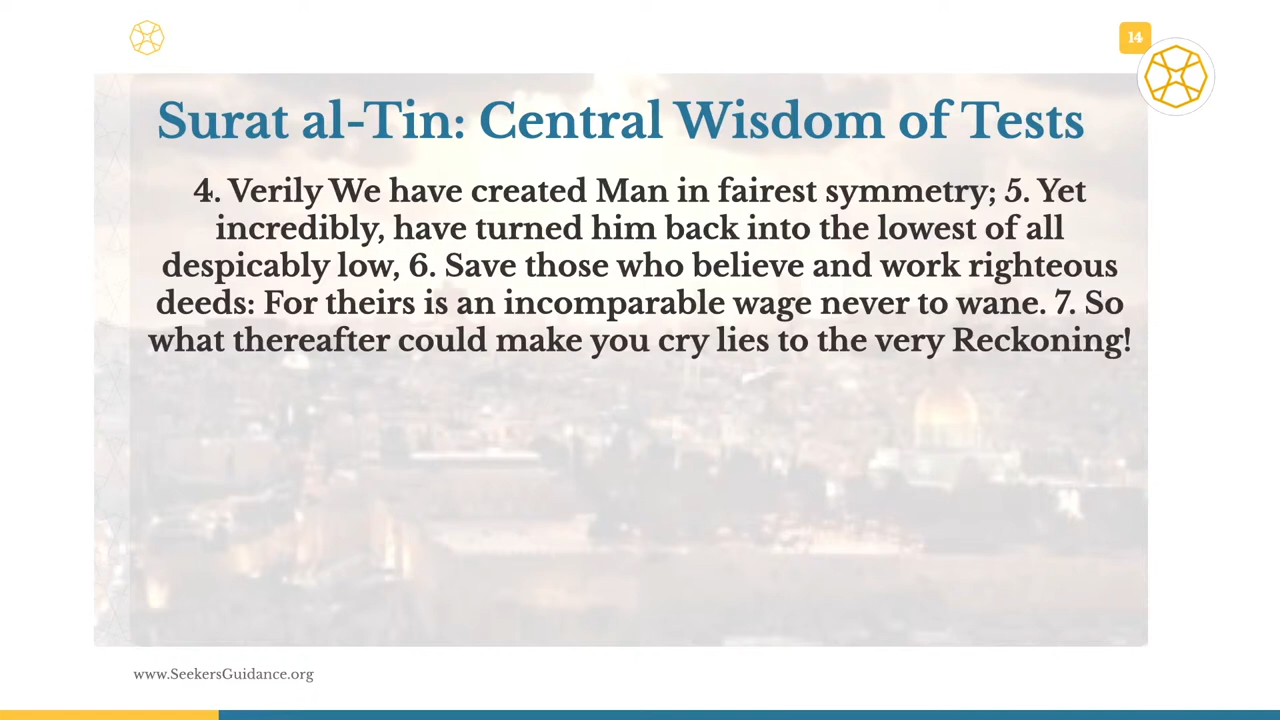 14
Surat al-Tin: Central Wisdom of Tests
4. Verily We have created Man in fairest symmetry; 5. Yet
incredibly, have turned him back into the lowest of all
despicably low, 6. Save those who believe and work righteous
deeds: For theirs is an incomparable wage never to wane. 7. So
what thereafter could make you cry lies to the very Reckoning!
www.SeekersGuidance.org